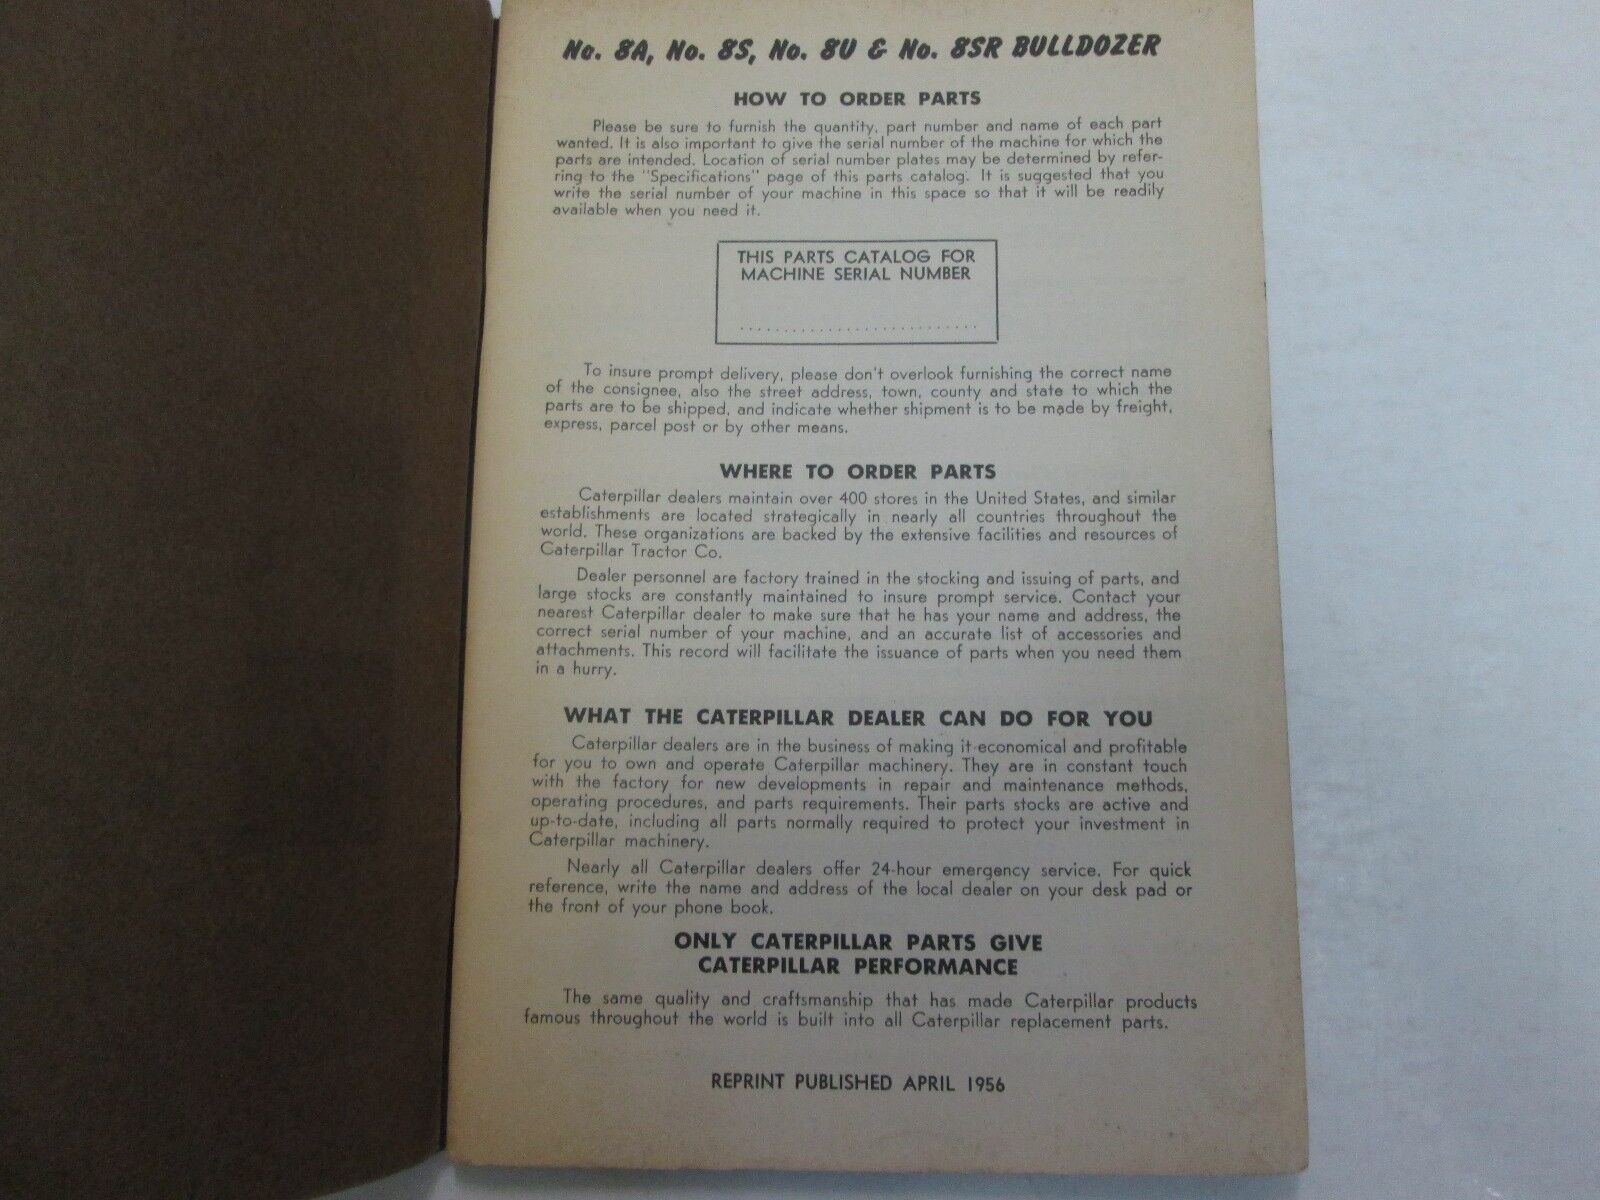 No. 8A, No. 8S, No. 8U & No. 8SR BULLDOZER
HOW TO ORDER PARTS
Please be sure to furnish the quantity, part number and name of each part
wanted. It is also important to give the serial number of the machine for which the
parts are intended. Location of serial number plates may be determined by refer-
ring to the "Specifications" page of this parts catalog. It is suggested that you
write the serial number of your machine in this space so that it will be readily
available when you need it.
THIS PARTS CATALOG FOR
MACHINE SERIAL NUMBER
...........................
To insure prompt delivery, please don't overlook furnishing the correct name
of the consignee, also the street address, town, county and state to which the
parts are to be shipped, and indicate whether shipment is to be made by freight,
express, parcel post or by other means.
WHERE TO ORDER PARTS
Caterpillar dealers maintain over 400 stores in the United States, and similar
establishments are located strategically in nearly all countries throughout the
world. These organizations are backed by the extensive facilities and resources of
Caterpillar Tractor Co.
Dealer personnel are factory trained in the stocking and issuing of parts, and
large stocks are constantly maintained to insure prompt service. Contact your
nearest Caterpillar dealer to make sure that he has your name and address, the
correct serial number of your machine, and an accurate list of accessories and
attachments. This record will facilitate the issuance of parts when you need them
in a hurry.
WHAT THE CATERPILLAR DEALER CAN DO FOR YOU
Caterpillar dealers are in the business of making it economical and profitable
for you to own and operate Caterpillar machinery. They are in constant touch
with the factory for new developments in repair and maintenance methods,
operating procedures, and parts requirements. Their parts stocks are active and
up-to-date, including all parts normally required to protect your investment in
Caterpillar machinery.
Nearly all Caterpillar dealers offer 24-hour emergency service. For quick
reference, write the name and address of the local dealer on your desk pad or
the front of your phone book.
ONLY CATERPILLAR PARTS GIVE
CATERPILLAR PERFORMANCE
The same quality and craftsmanship that has made Caterpillar products
famous throughout the world is built into all Caterpillar replacement parts.
REPRINT PUBLISHED APRIL 1956